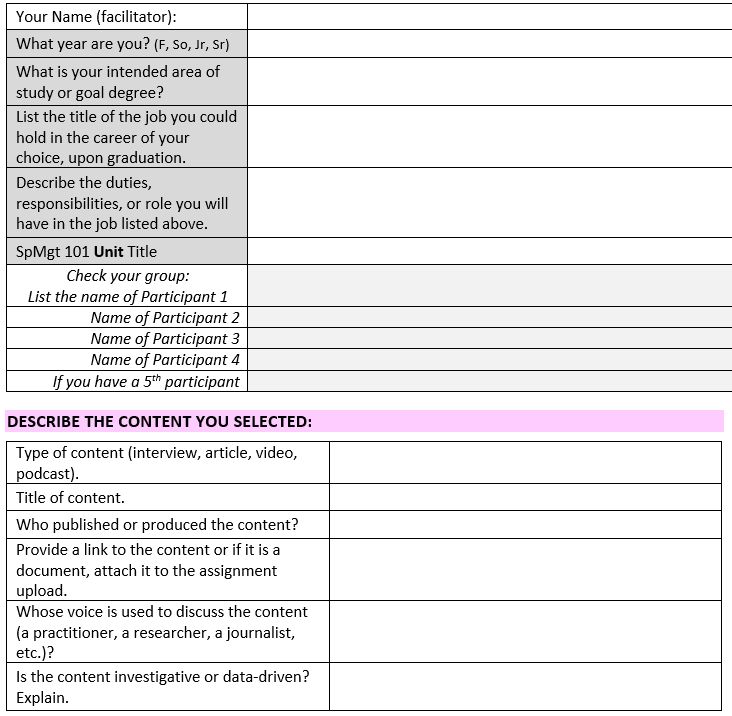 Your Name (facilitator):
What year are you? (F, So, Jr, Sr)
What is your intended area of
study or goal degree?
List the title of the job you could
hold in the career of your
choice, upon graduation.
Describe the duties,
responsibilities, or role you will
have in the job listed above.
SpMgt 101 Unit Title
Check your group:
List the name of Participant 1
Name of Participant 2
Name of Participant 3
Name of Participant 4
If you have a 5th participant
DESCRIBE THE CONTENT YOU SELECTED:
Type of content (interview, article, video,
podcast).
Title of content.
Who published or produced the content?
Provide a link to the content or if it is a
document, attach it to the assignment
upload.
Whose voice is used to discuss the content
(a practitioner, a researcher, a journalist,
etc.)?
Is the content investigative or data-driven?
Explain.